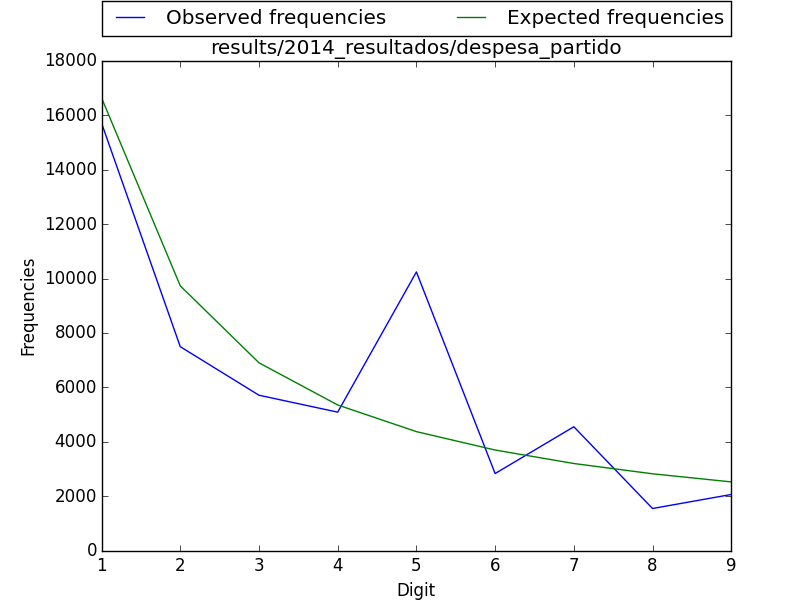 Observed frequencies Expected frequencies
results/2014_resultados/despesa_partido
18000
16000
14000
12000
10000
8000
6000
4000
2000
0
Frequencies
1 2 3 4 5 6 7 8 9
Digit